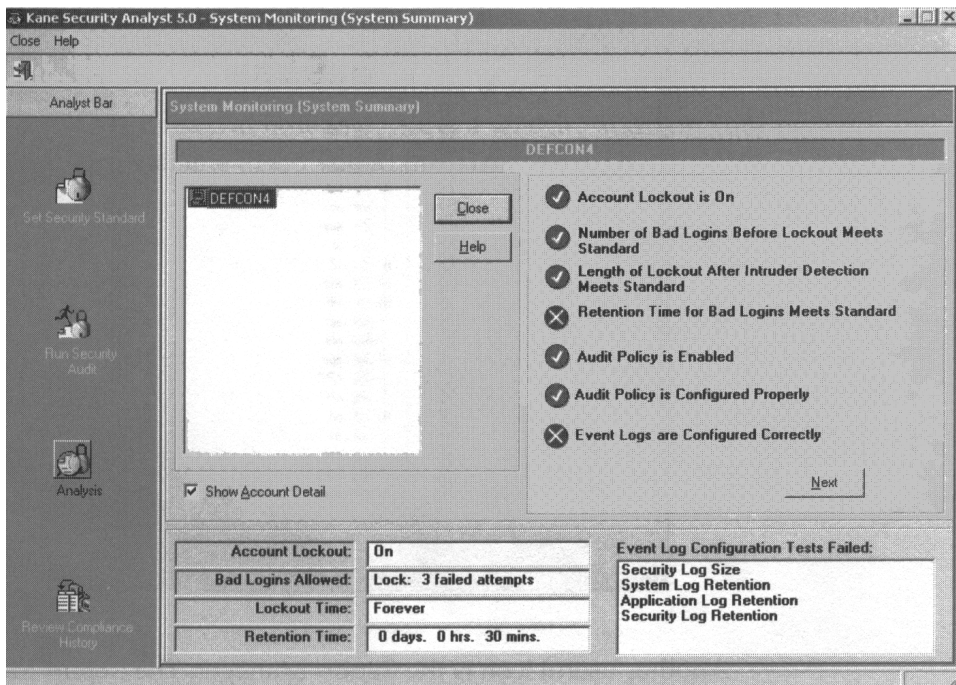 Kane Security Analyst 5.0 - System Monitoring (System Summary)
Close Help
Analyst Bar
Set Security Standard
Run Security
Audit
Analysis
Review Compliance
History
System Monitoring (System Summary)
DEFCON4
DEFCON4
Close
Help
Show Account Detail
Account Lockout is On
Number of Bad Logins Before Lockout Meets
Standard
Length of Lockout After Intruder Detection
Meets Standard
Retention Time for Bad Logins Meets Standard
Audit Policy is Enabled
Audit Policy is Configured Properly
Event Logs are Configured Correctly
Next
Account Lockout: On
Bad Logins Allowed: Lock: 3 failed attempts
Lockout Time: Forever
Retention Time: 0 days. 0 hrs. 30 mins.
Event Log Configuration Tests Failed:
Security Log Size
System Log Retention
Application Log Retention
Security Log Retention